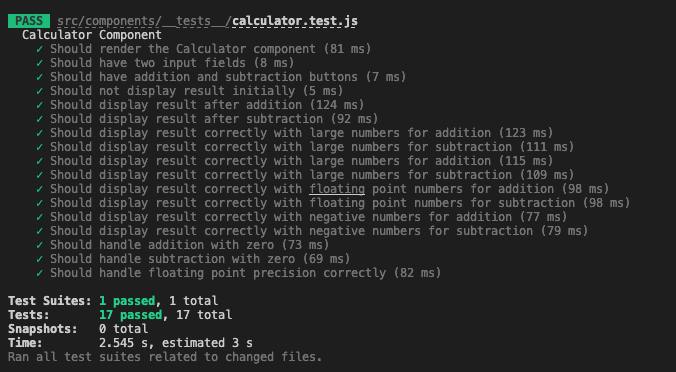 PASS src/components/__tests__/calculator.test.js
Calculator Component
✓ Should render the Calculator component (81 ms)
✓ Should have two input fields (8 ms)
✓ Should have addition and subtraction buttons (7 ms)
✓ Should not display result initially (5 ms)
✓ Should display result after addition (124 ms)
✓ Should display result after subtraction (92 ms)
✓ Should display result correctly with large numbers for addition (123 ms)
✓ Should display result correctly with large numbers for subtraction (111 ms)
✓ Should display result correctly with large numbers for addition (115 ms)
✓ Should display result correctly with large numbers for subtraction (109 ms)
✓ Should display result correctly with floating point numbers for addition (98 ms)
✓ Should display result correctly with floating point numbers for subtraction (98 ms)
✓ Should display result correctly with negative numbers for addition (77 ms)
✓ Should display result correctly with negative numbers for subtraction (79 ms)
✓ Should handle addition with zero (73 ms)
✓ Should handle subtraction with zero (69 ms)
✓ Should handle floating point precision correctly (82 ms)
Test Suites: 1 passed, 1 total
Tests: 17 passed, 17 total
Snapshots: 0 total
Time: 2.545 s, estimated 3 s
Ran all test suites related to changed files.